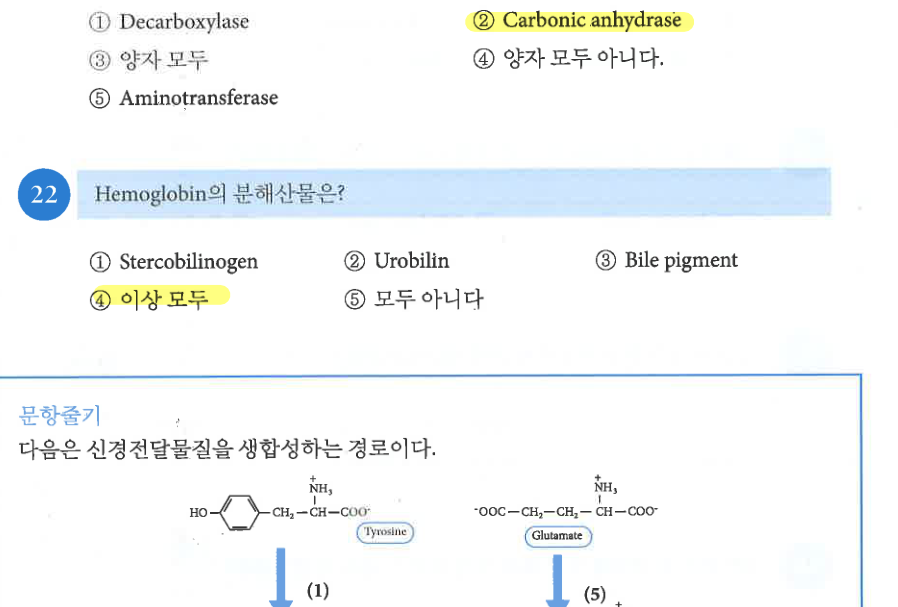 ① Decarboxylase ② Carbonic anhydrase
③ 양자 모두 ④ 양자 모두 아니다.
⑤ Aminotransferase
22 Hemoglobin의 분해산물은?
① Stercobilinogen ② Urobilin ③ Bile pigment
④ 이상 모두 ⑤ 모두 아니다
문항줄기
다음은 신경전달물질을 생합성하는 경로이다.
+ +
NH₃ NH₃
HO CH₂—CH—COO⁻ ⁻OOC—CH₂—CH₂—CH—COO⁻
Tyrosine Glutamate
(1) (5)
+